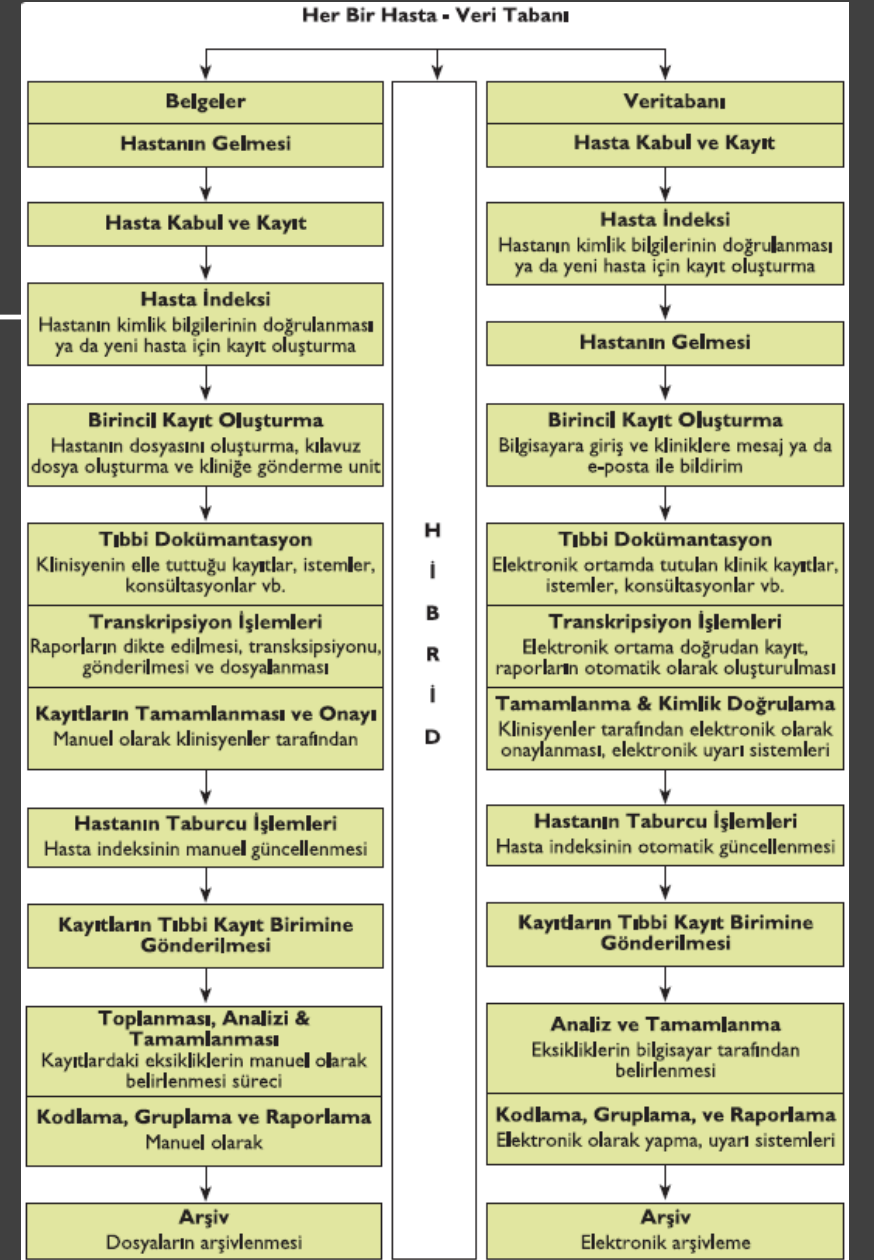 Her Bir Hasta - Veri Tabanı
Belgeler
Hastanın Gelmesi
Hasta Kabul ve Kayıt
Hasta İndeksi
Hastanın kimlik bilgilerinin doğrulanması
ya da yeni hasta için kayıt oluşturma
Birincil Kayıt Oluşturma
Hastanın dosyasını oluşturma, kılavuz
dosya oluşturma ve kliniğe gönderme unit
Tıbbi Dokümantasyon
Klinisyenin elle tuttuğu kayıtlar, istemler,
konsültasyonlar vb.
Transkripsiyon İşlemleri
Raporların dikte edilmesi, transksipsiyonu,
gönderilmesi ve dosyalanması
Kayıtların Tamamlanması ve Onayı
Manuel olarak klinisyenler tarafından
Hastanın Taburcu İşlemleri
Hasta indeksinin manuel güncellenmesi
Kayıtların Tıbbi Kayıt Birimine
Gönderilmesi
Toplanması, Analizi &
Tamamlanması
Kayıtlardaki eksikliklerin manuel olarak
belirlenmesi süreci
Kodlama, Gruplama ve Raporlama
Manuel olarak
Arşiv
Dosyaların arşivlenmesi
H
İ
B
R
İ
D
Veritabanı
Hasta Kabul ve Kayıt
Hasta İndeksi
Hastanın kimlik bilgilerinin doğrulanması
ya da yeni hasta için kayıt oluşturma
Hastanın Gelmesi
Birincil Kayıt Oluşturma
Bilgisayara giriş ve kliniklere mesaj ya da
e-posta ile bildirim
Tıbbi Dokümantasyon
Elektronik ortamda tutulan klinik kayıtlar,
istemler, konsültasyonlar vb.
Transkripsiyon İşlemleri
Elektronik ortama doğrudan kayıt,
raporların otomatik olarak oluşturulması
Tamamlanma & Kimlik Doğrulama
Klinisyenler tarafından elektronik olarak
onaylanması, elektronik uyarı sistemleri
Hastanın Taburcu İşlemleri
Hasta indeksinin otomatik güncellenmesi
Kayıtların Tıbbi Kayıt Birimine
Gönderilmesi
Analiz ve Tamamlanma
Eksikliklerin bilgisayar tarafından
belirlenmesi
Kodlama, Gruplama, ve Raporlama
Elektronik olarak yapma, uyarı sistemleri
Arşiv
Elektronik arşivleme